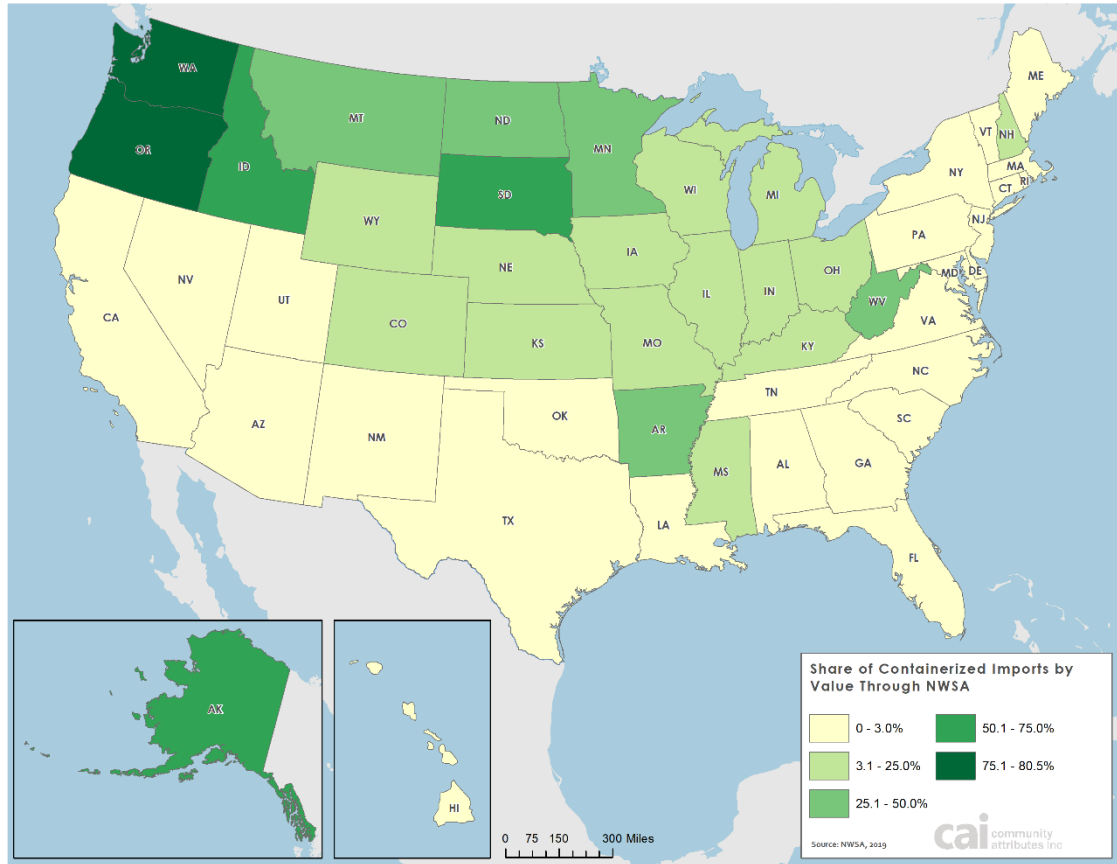 WA
OR
ID
MT
ND
MN
SD
WY
NE
WI
MI
IA
IL
IN
OH
NV
UT
CO
KS
MO
KY
CA
AZ
NM
OK
AR
TN
MS
AL
GA
SC
NC
VA
WV
TX
LA
FL
ME
VT
NH
NY
MA
CT
RI
NJ
PA
MD
DE
AK
HI
0 75 150 300 Miles
Share of Containerized Imports by
Value Through NWSA
0 - 3.0%
50.1 - 75.0%
3.1 - 25.0%
75.1 - 80.5%
25.1 - 50.0%
Source: NWSA, 2019
cai community
attributes inc